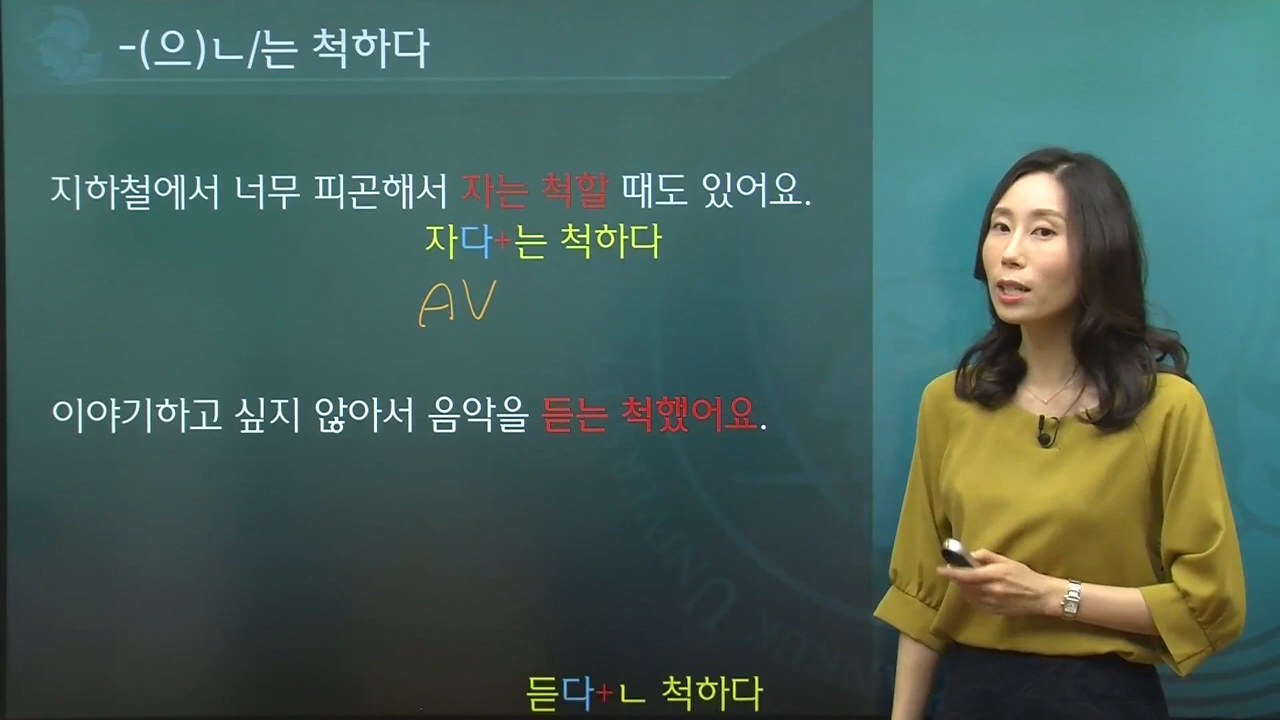 -(으)ㄴ/는 척하다
지하철에서 너무 피곤해서 자는 척할 때도 있어요.
자다+는 척하다
AV
이야기하고 싶지 않아서 음악을 듣는 척했어요.
듣다+ㄴ 척하다